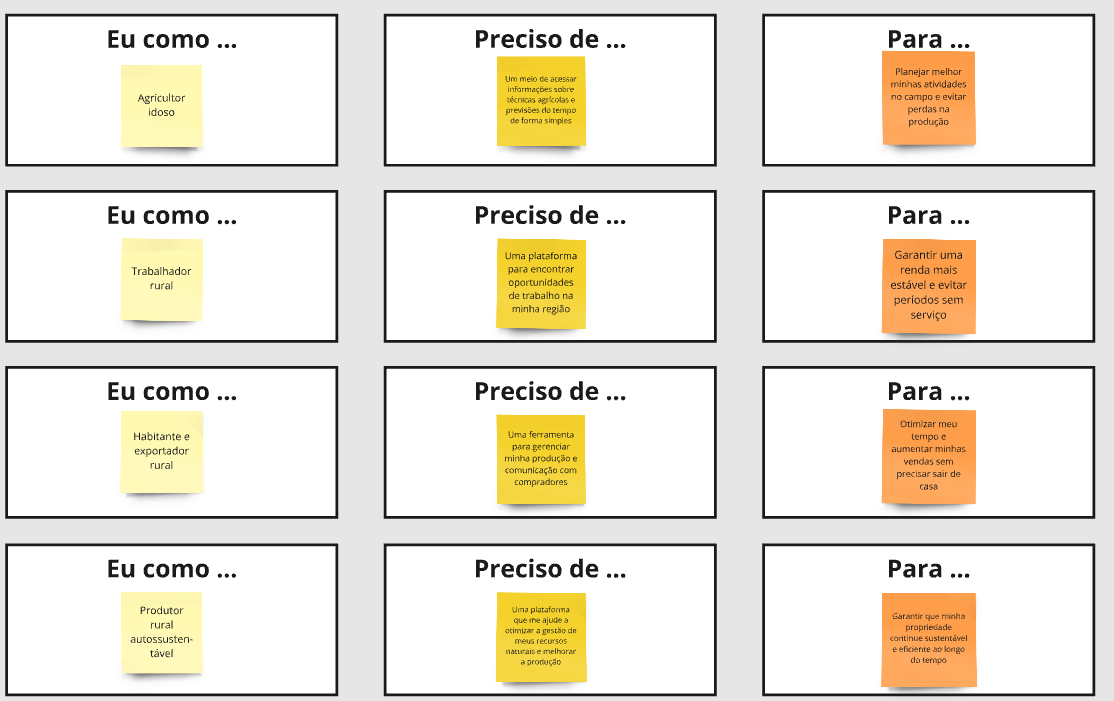 Eu como ...
Agricultor
idoso
Preciso de ...
Um meio de acessar
informações sobre
técnicas agrícolas e
previsões do tempo
de forma simples
Para ...
Planejar melhor
minhas atividades
no campo e evitar
perdas na
produção
Eu como ...
Trabalhador
rural
Preciso de ...
Uma plataforma
para encontrar
oportunidades
de trabalho na
minha região
Para ...
Garantir uma
renda mais
estável e evitar
períodos sem
serviço
Eu como ...
Habitante e
exportador
rural
Preciso de ...
Uma ferramenta
para gerenciar
minha produção e
comunicação com
compradores
Para ...
Otimizar meu
tempo e
aumentar minhas
vendas sem
precisar sair de
casa
Eu como ...
Produtor
rural
autossusten-
tável
Preciso de ...
Uma plataforma
que me ajude a
otimizar a gestão de
meus recursos
naturais e melhorar
a produção
Para ...
Garantir que minha
propriedade
continue sustentável
e eficiente ao longo
do tempo